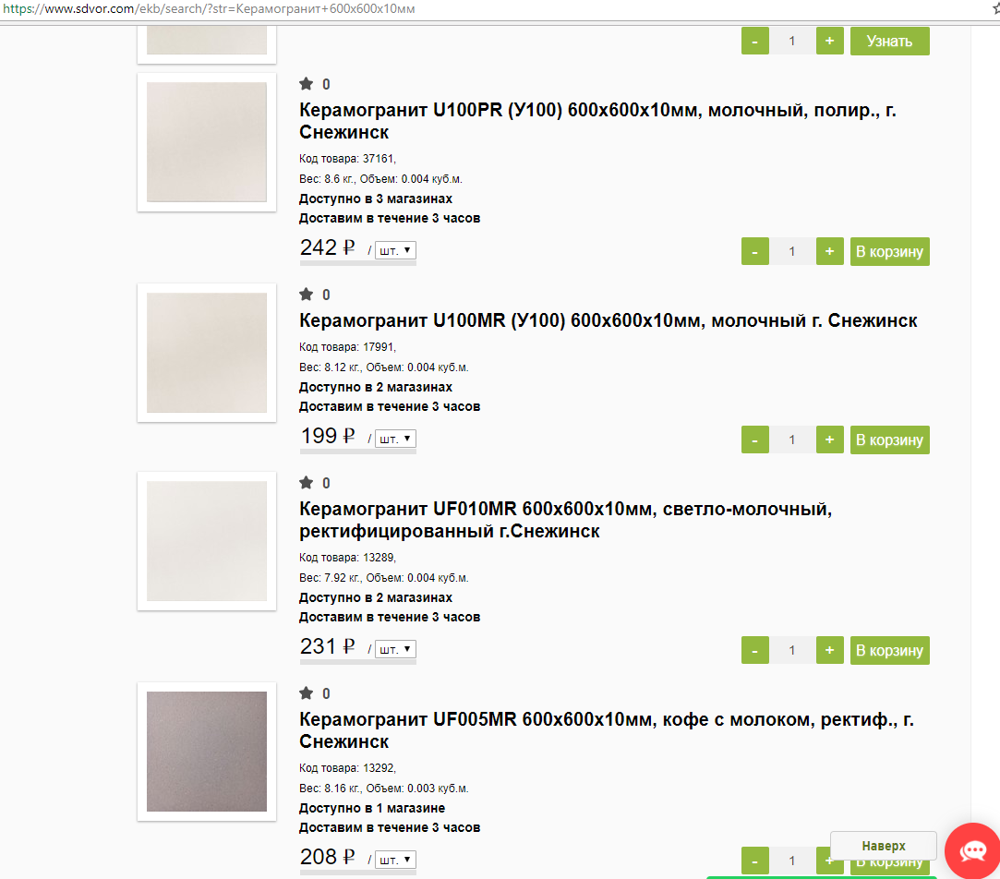 https://www.sdvor.com/ekb/search/?str=Керамогранит+600х600х10мм
- 1 + Узнать
0
Керамогранит U100PR (У100) 600х600х10мм, молочный, полир., г.
Снежинск
Код товара: 37161,
Вес: 8.6 кг., Объем: 0.004 куб.м.
Доступно в 3 магазинах
Доставим в течение 3 часов
242 ₽ / шт. ▼ - 1 + В корзину
0
Керамогранит U100MR (У100) 600х600х10мм, молочный г. Снежинск
Код товара: 17991,
Вес: 8.12 кг., Объем: 0.004 куб.м.
Доступно в 2 магазинах
Доставим в течение 3 часов
199 ₽ / шт. ▼ - 1 + В корзину
0
Керамогранит UF010MR 600х600х10мм, светло-молочный,
ректифицированный г.Снежинск
Код товара: 13289,
Вес: 7.92 кг., Объем: 0.004 куб.м.
Доступно в 2 магазинах
Доставим в течение 3 часов
231 ₽ / шт. ▼ - 1 + В корзину
0
Керамогранит UF005MR 600х600х10мм, кофе с молоком, ректиф., г.
Снежинск
Код товара: 13292,
Вес: 8.16 кг., Объем: 0.003 куб.м.
Доступно в 1 магазине
Доставим в течение 3 часов
Наверх
208 ₽ / шт. ▼ - 1 + В корзину